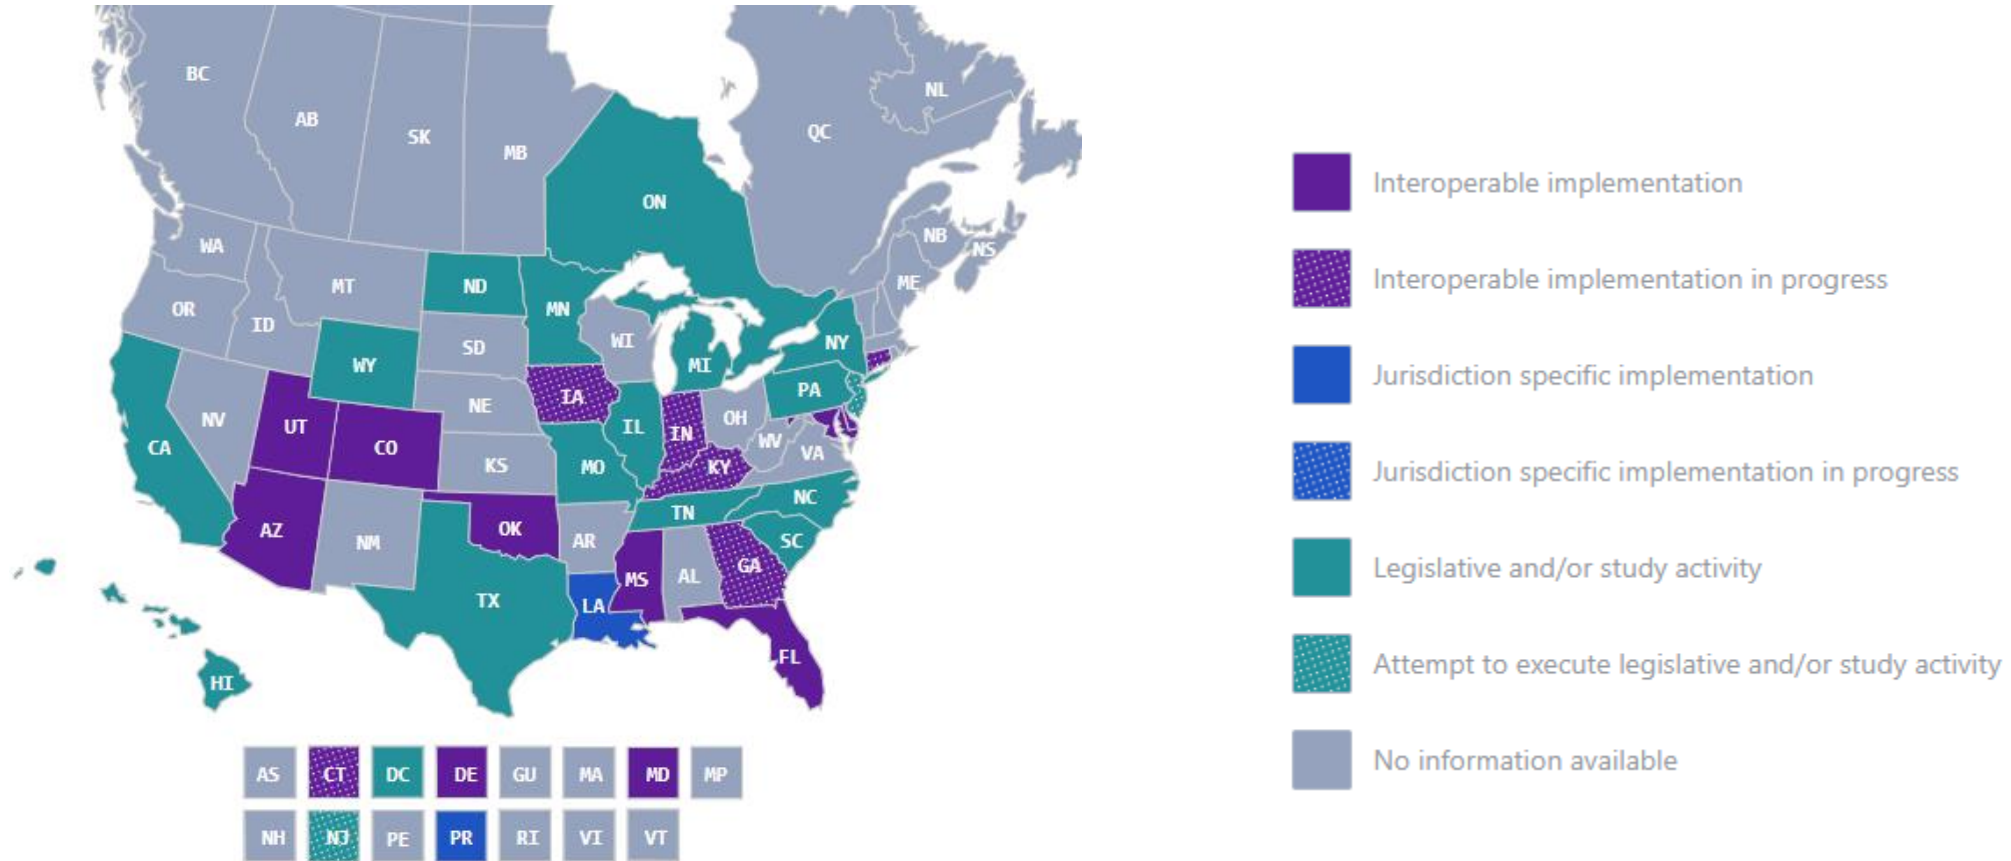 BC
AB
SK
MB
QC
NL
ON
NB
NS
ME
WA
MT
ND
MN
OR
ID
SD
WI
MI
NY
WY
PA
NV
UT
CO
NE
IA
IL
IN
OH
CA
KS
MO
KY
WV
VA
AZ
NM
OK
AR
TN
NC
SC
TX
LA
MS
AL
GA
FL
HI
AS CT DC DE GU MA MD MP
NH NJ PE PR RI VI VT
Interoperable implementation
Interoperable implementation in progress
Jurisdiction specific implementation
Jurisdiction specific implementation in progress
Legislative and/or study activity
Attempt to execute legislative and/or study activity
No information available